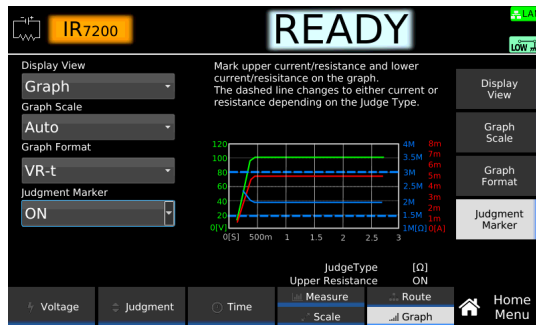 IR7200
READY
LAN
LOW
Display View
Graph
Graph Scale
Auto
Graph Format
VR-t
Judgment Marker
ON
Mark upper current/resistance and lower
current/resisitance on the graph.
The dashed line changes to either current or
resistance depending on the Judge Type.
120
100
80
60
40
20
0[V]
4M
3.5M
3M
2.5M
2M
1.5M
1M[Ω]
8m
7m
6m
5m
4m
3m
2m
1m
0[A]
0[S] 500m 1 1.5 2 2.5 3
JudgeType [Ω]
Upper Resistance ON
Display
View
Graph
Scale
Graph
Format
Judgment
Marker
Voltage
Judgment
Time
Measure
Scale
Route
Graph
Home
Menu